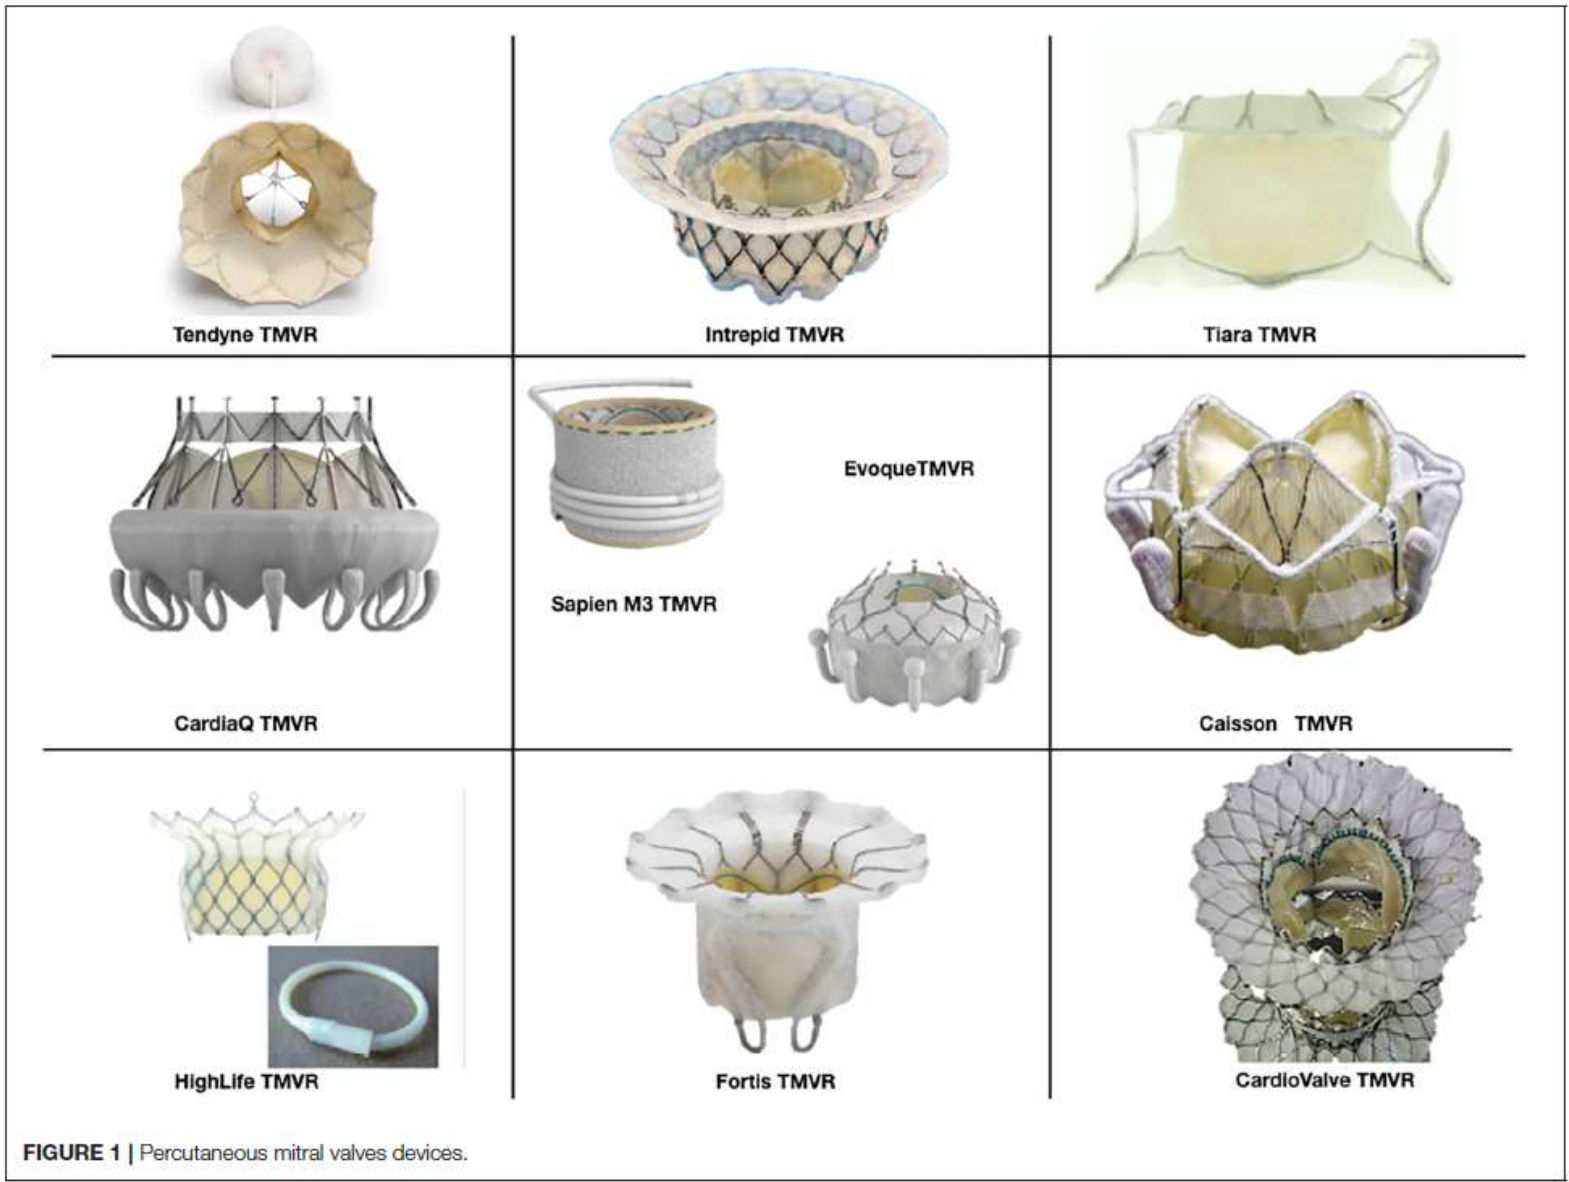 Tendyne TMVR
Intrepid TMVR
Tiara TMVR
CardiaQ TMVR
Sapien M3 TMVR
EvoqueTMVR
Caisson TMVR
HighLife TMVR
Fortis TMVR
CardioValve TMVR
FIGURE 1 | Percutaneous mitral valves devices.